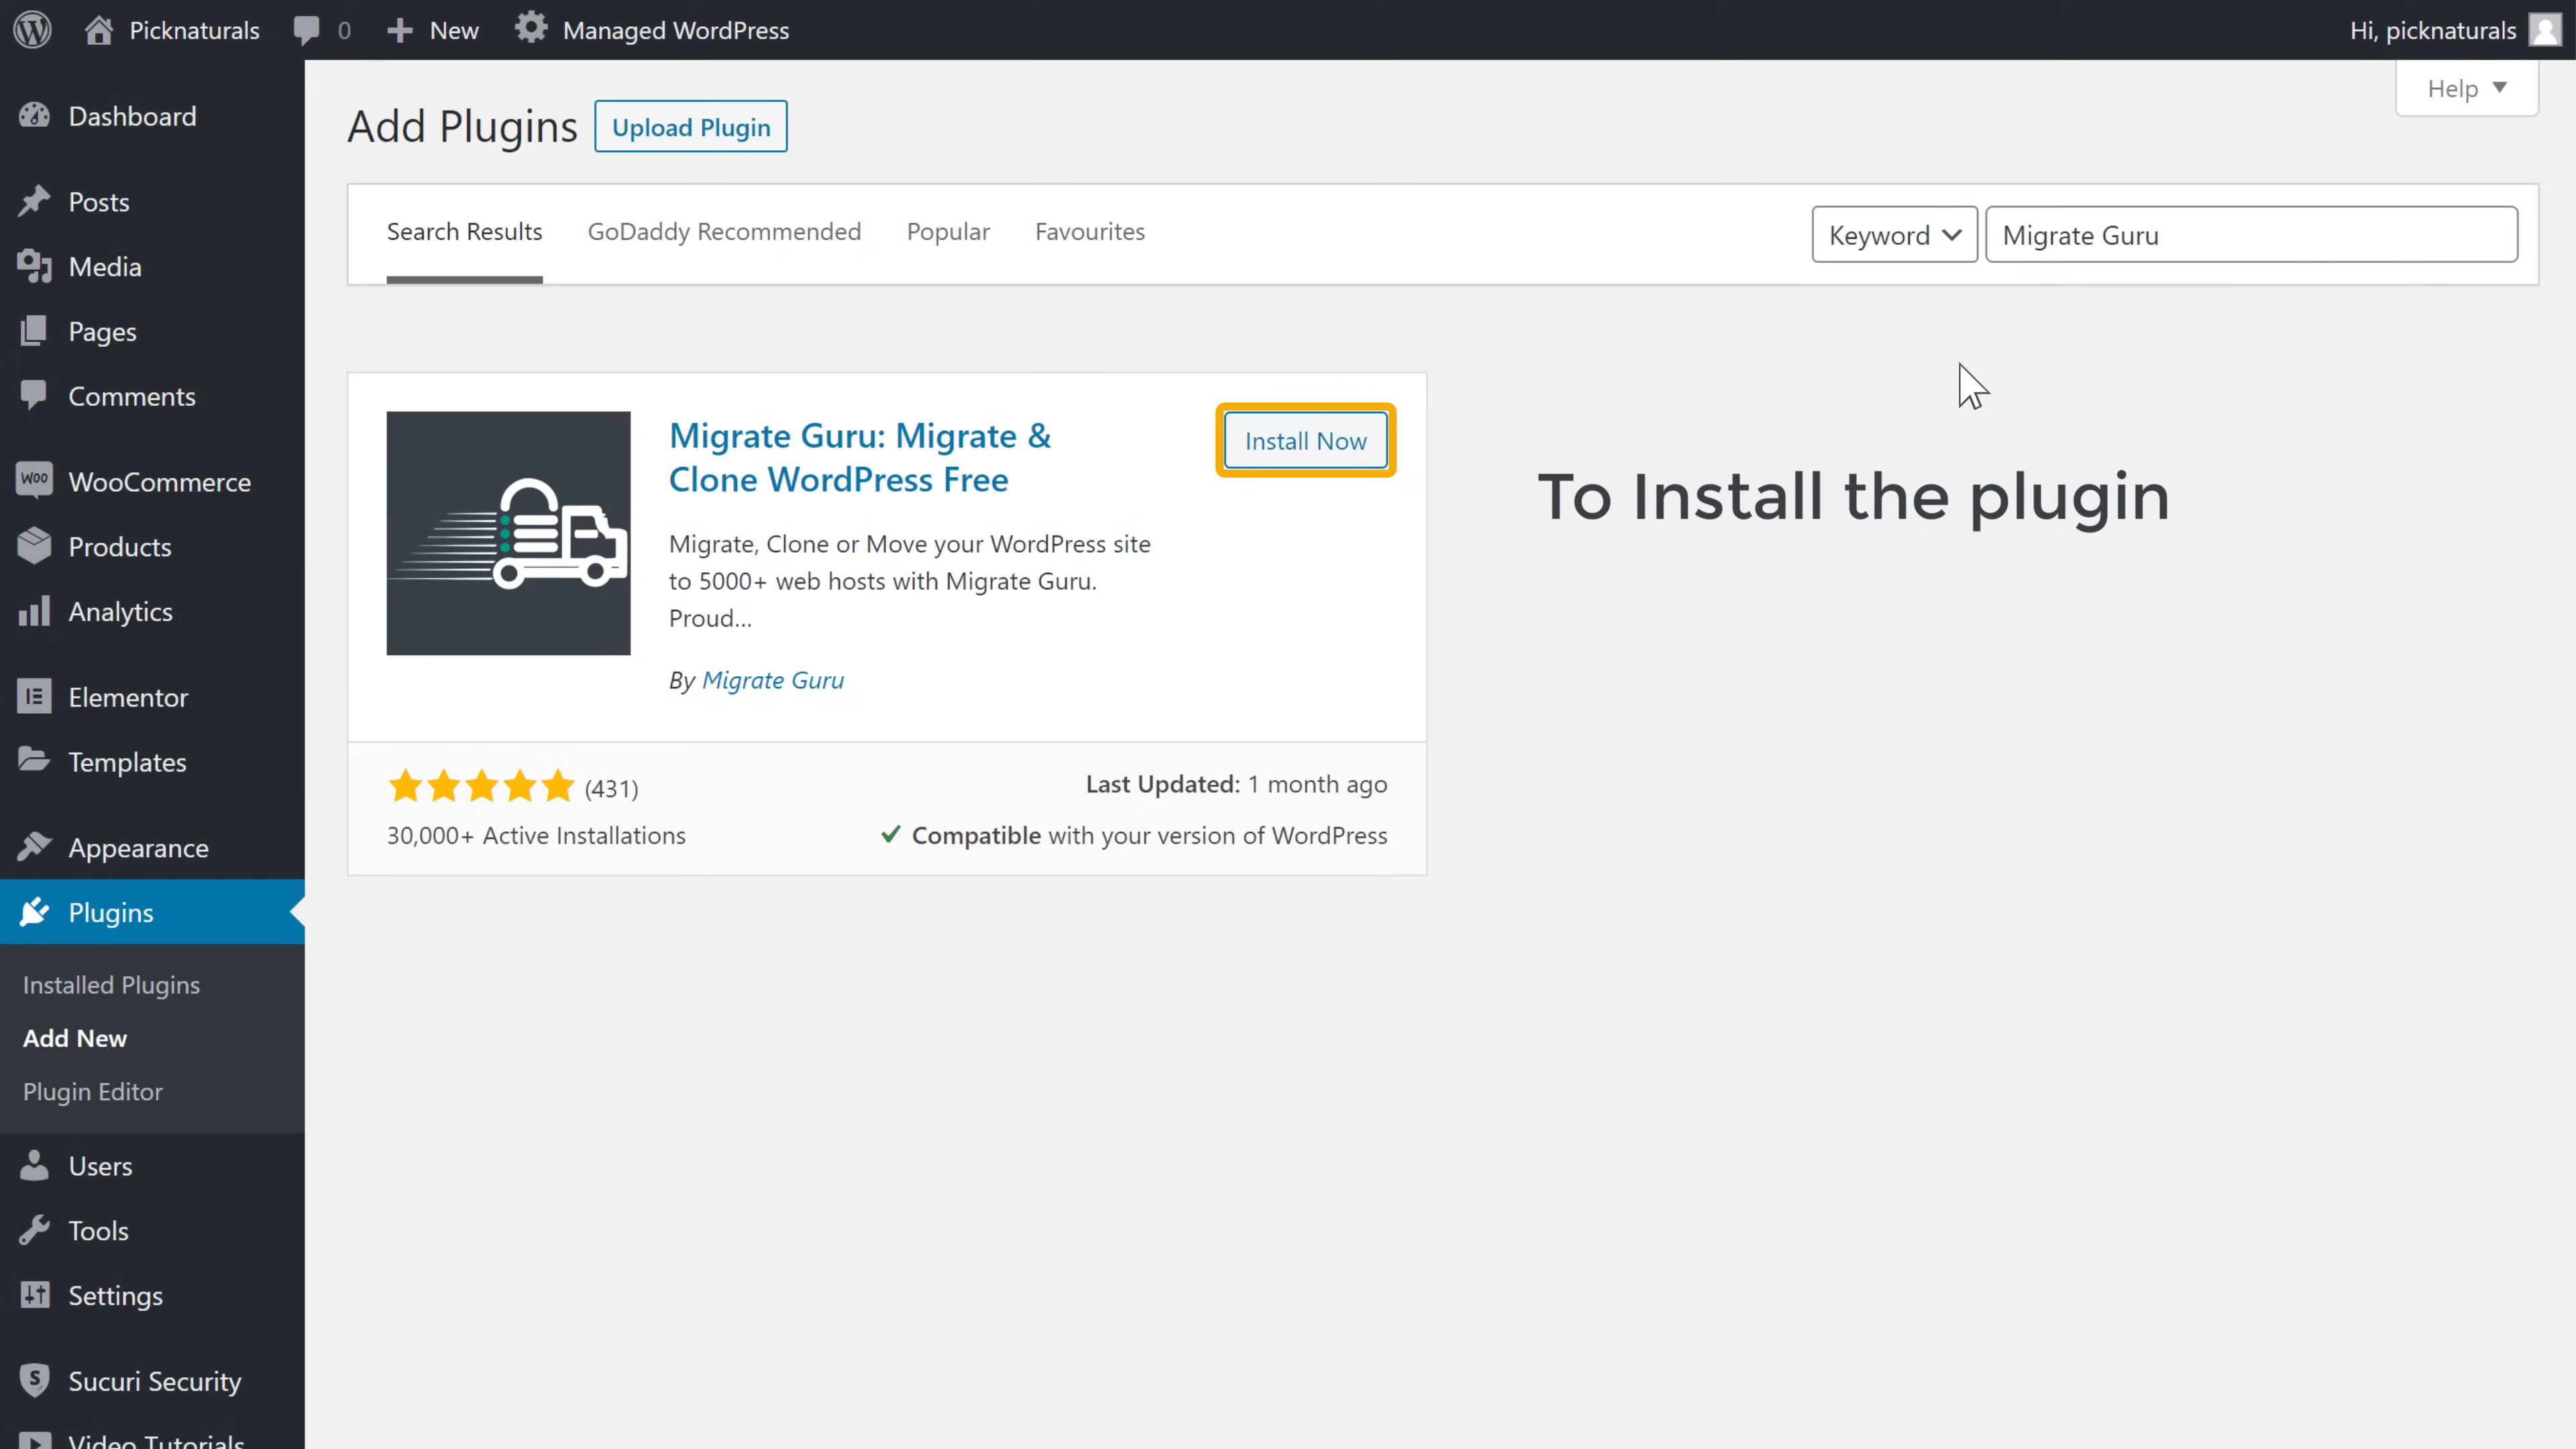 Picknaturals
0
New
Managed WordPress
Hi, picknaturals
Dashboard
Posts
Media
Pages
Comments
Woo
WooCommerce
Products
Analytics
Elementor
Templates
Appearance
Plugins
Installed Plugins
Add New
Plugin Editor
Users
Tools
Settings
S
Sucuri Security
Video Tutorials
Help
Add Plugins
Upload Plugin
Search Results
GoDaddy Recommended
Popular
Favourites
Keyword
Migrate Guru
Migrate Guru: Migrate &
Clone WordPress Free
Install Now
Migrate, Clone or Move your WordPress site
to 5000+ web hosts with Migrate Guru.
Proud...
By Migrate Guru
(431)
Last Updated: 1 month ago
30,000+ Active Installations
Compatible with your version of WordPress
To Install the plugin